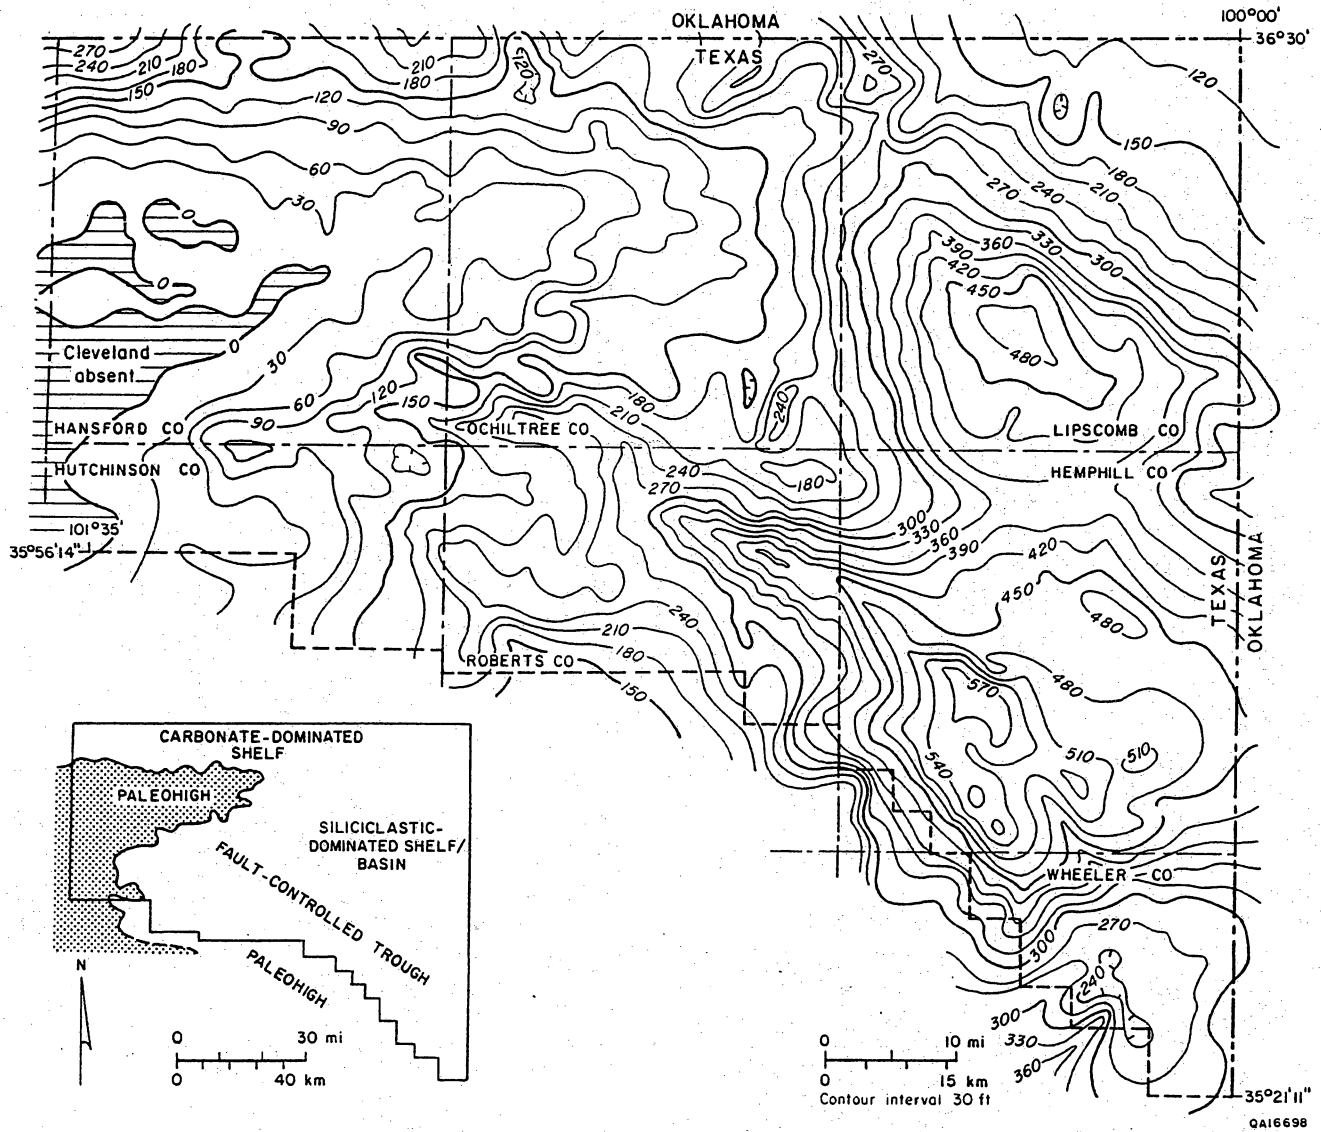 OKLAHOMA
TEXAS
100°00'
36°30'
270
240
210
180
150
210
180
120
270
120
120
90
60
30
150
180
210
240
270
0
0
390
360
330
300
420
450
480
Cleveland
absent
0
30
60
90
120
150
180
210
240
HANSFORD CO
OCHILTREE CO
LIPSCOMB CO
HUTCHINSON CO
HEMPHILL CO
240
270
180
300
330
360
390
420
450
480
101°35'
35°56'14"
TEXAS
OKLAHOMA
240
210
180
150
ROBERTS CO
570
480
540
510
510
WHEELER CO
300
270
240
300
330
360
35°21'11"
CARBONATE-DOMINATED
SHELF
PALEOHIGH
SILICICLASTIC-
DOMINATED SHELF/
BASIN
FAULT-CONTROLLED TROUGH
PALEOHIGH
N
0 30 mi
0 40 km
0 10 mi
0 15 km
Contour interval 30 ft
QA16698